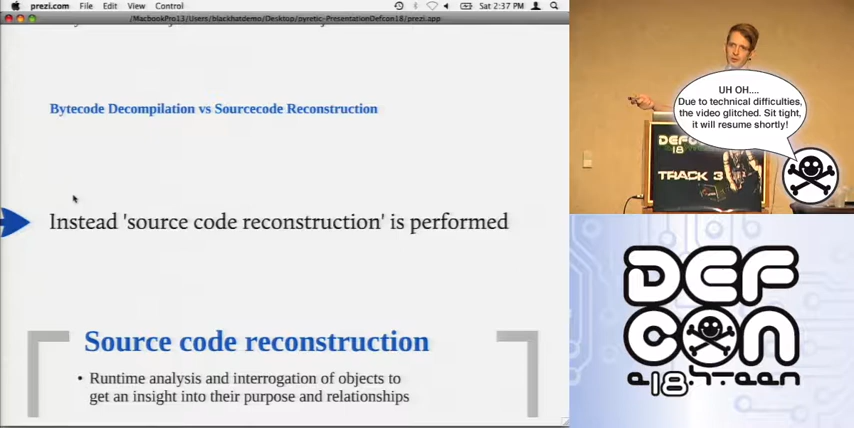 prezi.com File Edit View Control
Sat 2:37 PM
/MacbookPro13/Users/blackhatdemo/Desktop/pyretic-PresentationDefcon18/prezi.app
Bytecode Decompilation vs Sourcecode Reconstruction
Instead 'source code reconstruction' is performed
Source code reconstruction
• Runtime analysis and interrogation of objects to
get an insight into their purpose and relationships
UH OH....
Due to technical difficulties,
the video glitched. Sit tight,
it will resume shortly!
DEFC
18
TRACK 3
DEF
CON
e.18.h.teen